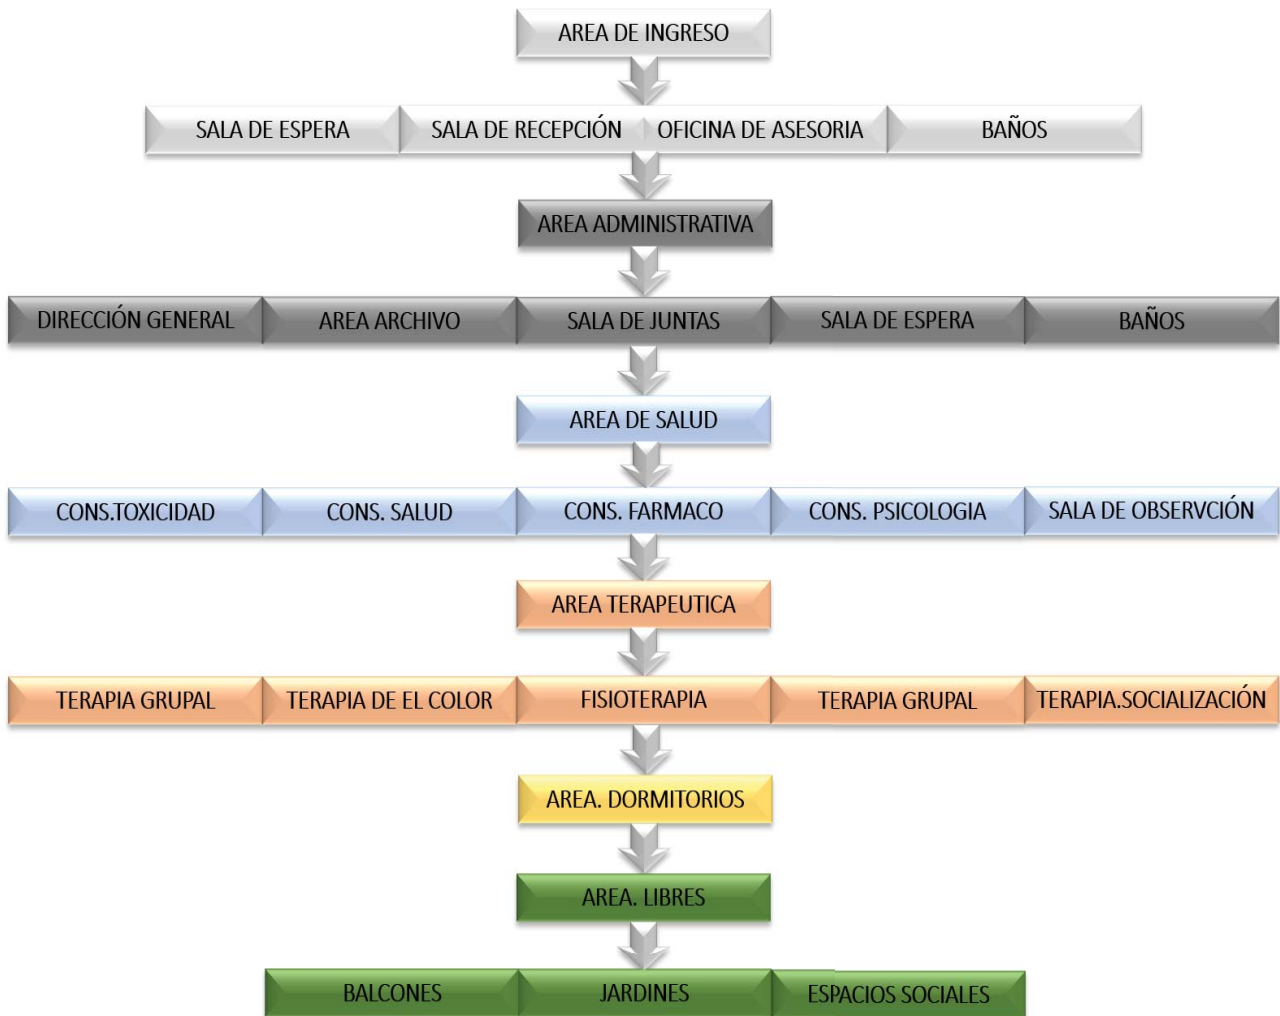 AREA DE INGRESO
SALA DE ESPERA SALA DE RECEPCIÓN OFICINA DE ASESORIA BAÑOS
AREA ADMINISTRATIVA
DIRECCIÓN GENERAL AREA ARCHIVO SALA DE JUNTAS SALA DE ESPERA BAÑOS
AREA DE SALUD
CONS.TOXICIDAD CONS. SALUD CONS. FARMACO CONS. PSICOLOGIA SALA DE OBSERVCIÓN
AREA TERAPEUTICA
TERAPIA GRUPAL TERAPIA DE EL COLOR FISIOTERAPIA TERAPIA GRUPAL TERAPIA.SOCIALIZACIÓN
AREA. DORMITORIOS
AREA. LIBRES
BALCONES JARDINES ESPACIOS SOCIALES